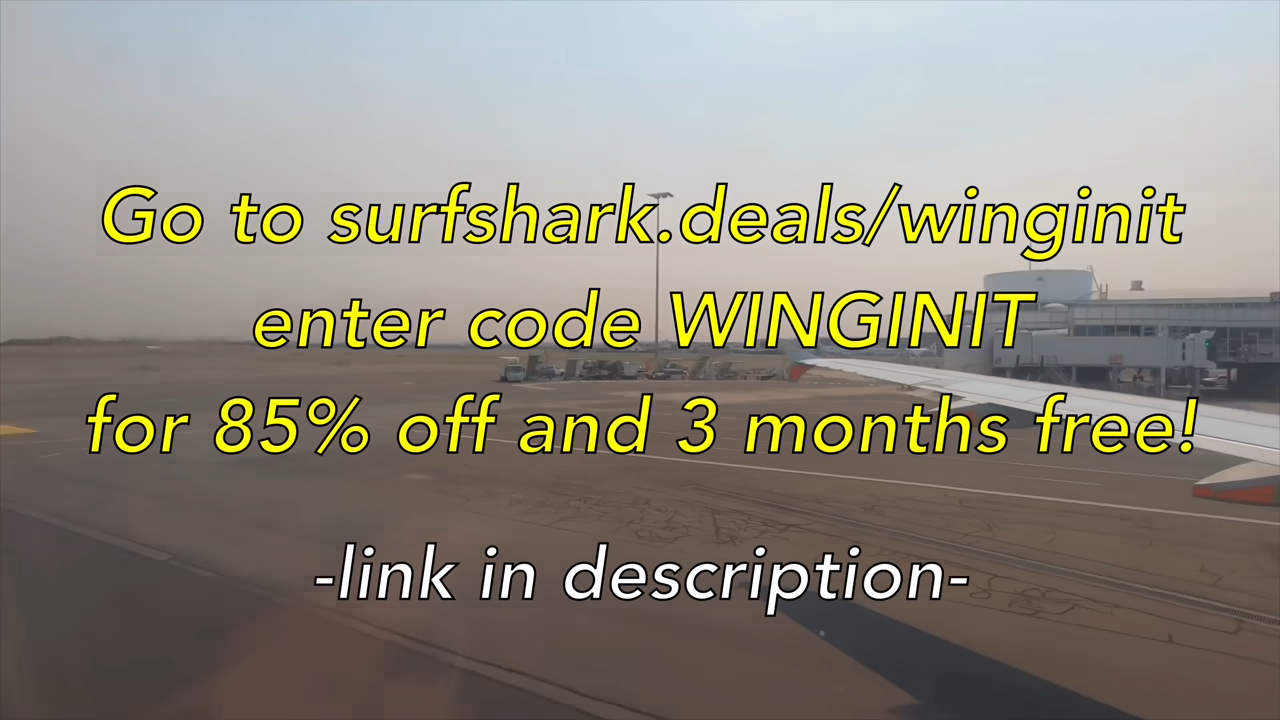 Go to surfshark.deals/winginit
enter code WINGINIT
for 85% off and 3 months free!
-link in description-